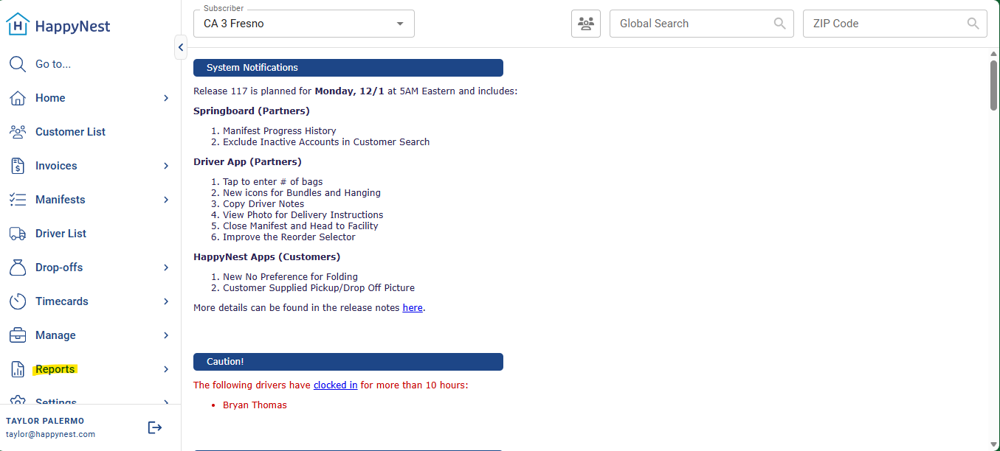 HappyNest
Go to...
Home
Customer List
Invoices
Manifests
Driver List
Drop-offs
Timecards
Manage
Reports
Settings
TAYLOR PALERMO
taylor@happynest.com
Subscriber
CA 3 Fresno
Global Search
ZIP Code
System Notifications
Release 117 is planned for Monday, 12/1 at 5AM Eastern and includes:
Springboard (Partners)
1. Manifest Progress History
2. Exclude Inactive Accounts in Customer Search
Driver App (Partners)
1. Tap to enter # of bags
2. New icons for Bundles and Hanging
3. Copy Driver Notes
4. View Photo for Delivery Instructions
5. Close Manifest and Head to Facility
6. Improve the Reorder Selector
HappyNest Apps (Customers)
1. New No Preference for Folding
2. Customer Supplied Pickup/Drop Off Picture
More details can be found in the release notes here.
Caution!
The following drivers have clocked in for more than 10 hours:
• Bryan Thomas